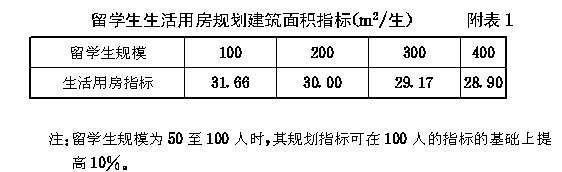 留学生生活用房规划建筑面积指标(m²/生) 附表1
留学生规模 100 200 300 400
生活用房指标 31.66 30.00 29.17 28.90
注:留学生规模为50至100人时,其规划指标可在100人的指标的基础上提
高10%。